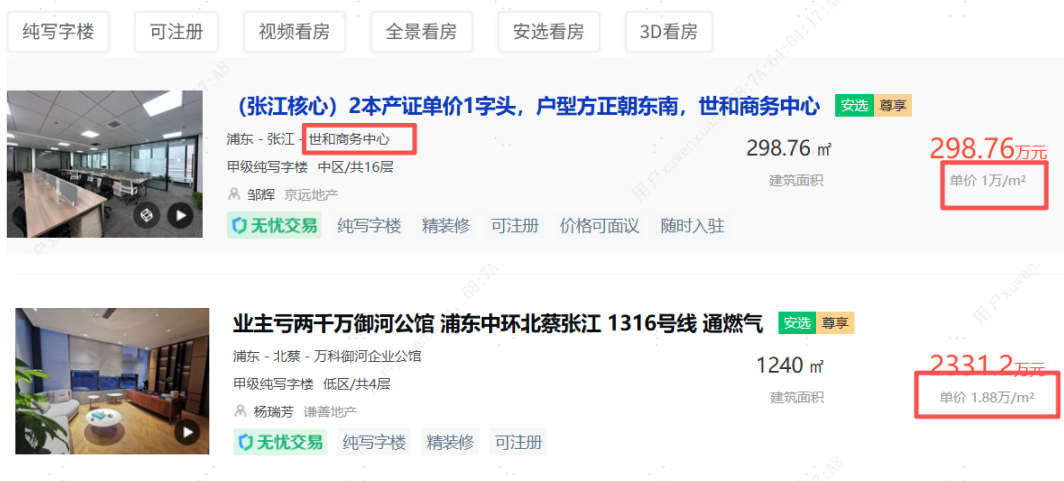 纯写字楼 可注册 视频看房 全景看房 安选看房 3D看房
（张江核心）2本产证单价1字头，户型方正朝东南，世和商务中心 安选 尊享
浦东 - 张江 - 世和商务中心
298.76 ㎡
298.76万元
甲级纯写字楼 中区/共16层
建筑面积
单价 1万/m²
邹辉 京远地产
无忧交易 纯写字楼 精装修 可注册 价格可面议 随时入驻
业主亏两千万御河公馆 浦东中环北蔡张江 1316号线 通燃气 安选 尊享
浦东 - 北蔡 - 万科御河企业公馆
1240 ㎡
2331.2万元
甲级纯写字楼 低区/共4层
建筑面积
单价 1.88万/m²
杨瑞芳 谦善地产
无忧交易 纯写字楼 精装修 可注册